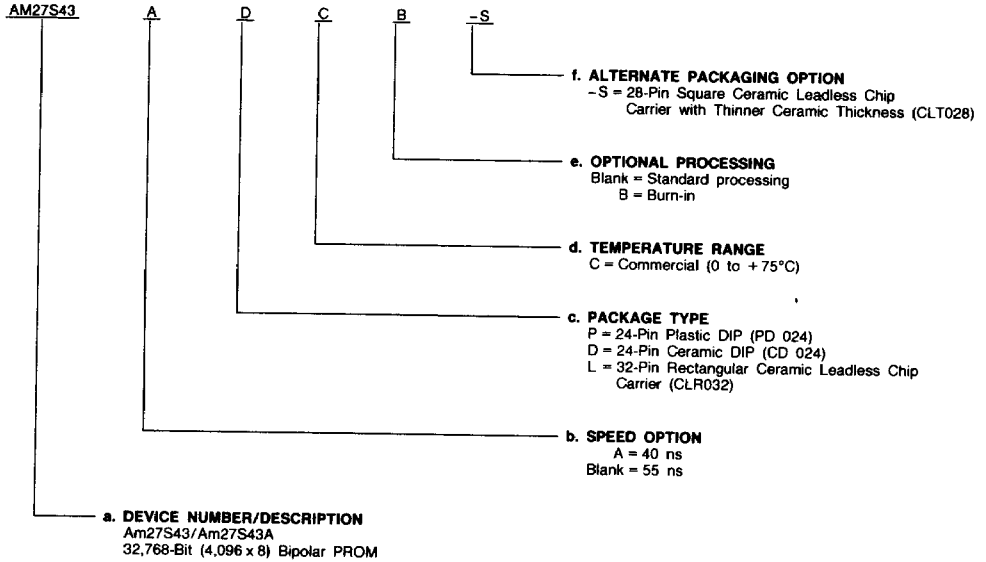 AM27S43 A D C B -S
f. ALTERNATE PACKAGING OPTION
-S = 28-Pin Square Ceramic Leadless Chip
Carrier with Thinner Ceramic Thickness (CLT028)
e. OPTIONAL PROCESSING
Blank = Standard processing
B = Burn-in
d. TEMPERATURE RANGE
C = Commercial (0 to +75°C)
c. PACKAGE TYPE
P = 24-Pin Plastic DIP (PD 024)
D = 24-Pin Ceramic DIP (CD 024)
L = 32-Pin Rectangular Ceramic Leadless Chip
Carrier (CLR032)
b. SPEED OPTION
A = 40 ns
Blank = 55 ns
a. DEVICE NUMBER/DESCRIPTION
Am27S43/Am27S43A
32,768-Bit (4,096 x 8) Bipolar PROM